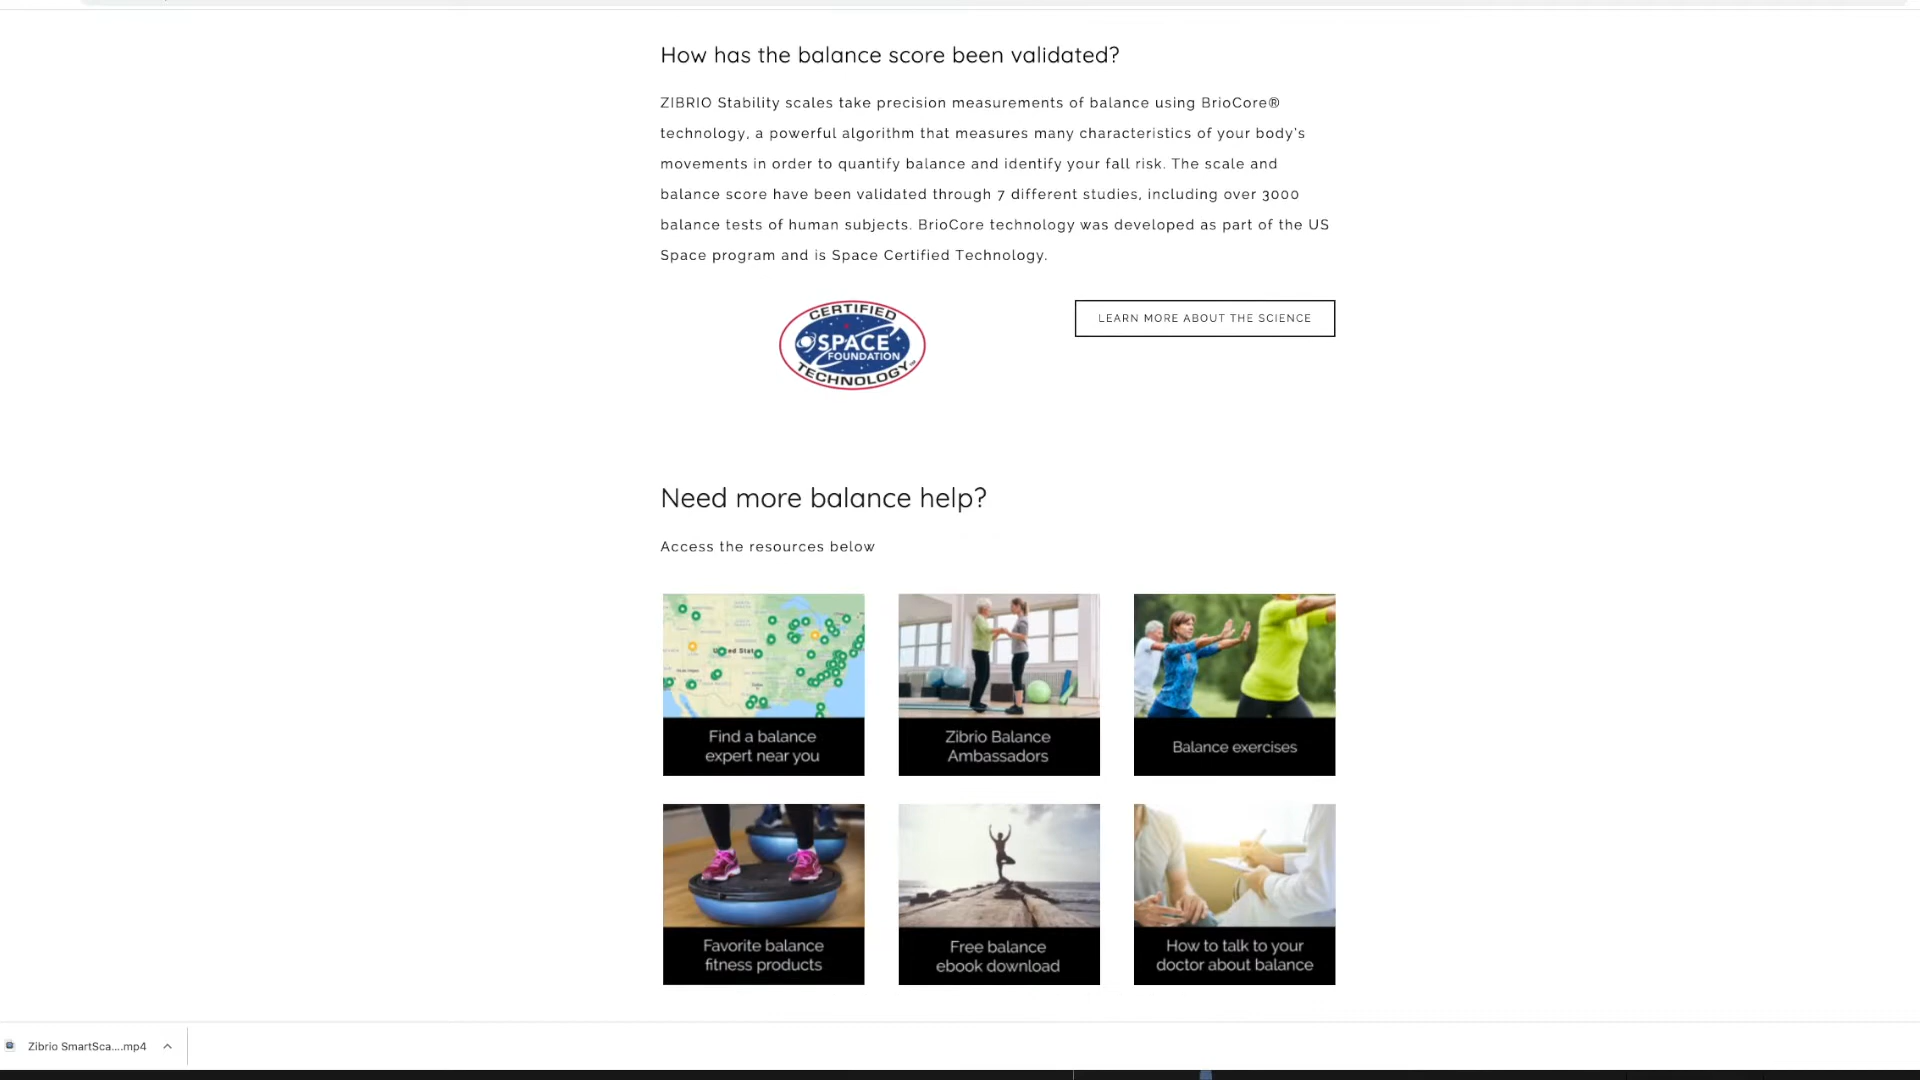 How has the balance score been validated?
ZIBRIO Stability scales take precision measurements of balance using BrioCore®
technology, a powerful algorithm that measures many characteristics of your body's
movements in order to quantify balance and identify your fall risk. The scale and
balance score have been validated through 7 different studies, including over 3000
balance tests of human subjects. BrioCore technology was developed as part of the US
Space program and is Space Certified Technology.
CERTIFIED
SPACE
FOUNDATION
TECHNOLOGY
LEARN MORE ABOUT THE SCIENCE
Need more balance help?
Access the resources below
Find a balance
expert near you
Zibrio Balance
Ambassadors
Balance exercises
Favorite balance
fitness products
Free balance
ebook download
How to talk to your
doctor about balance
Zibrio SmartSca....mp4